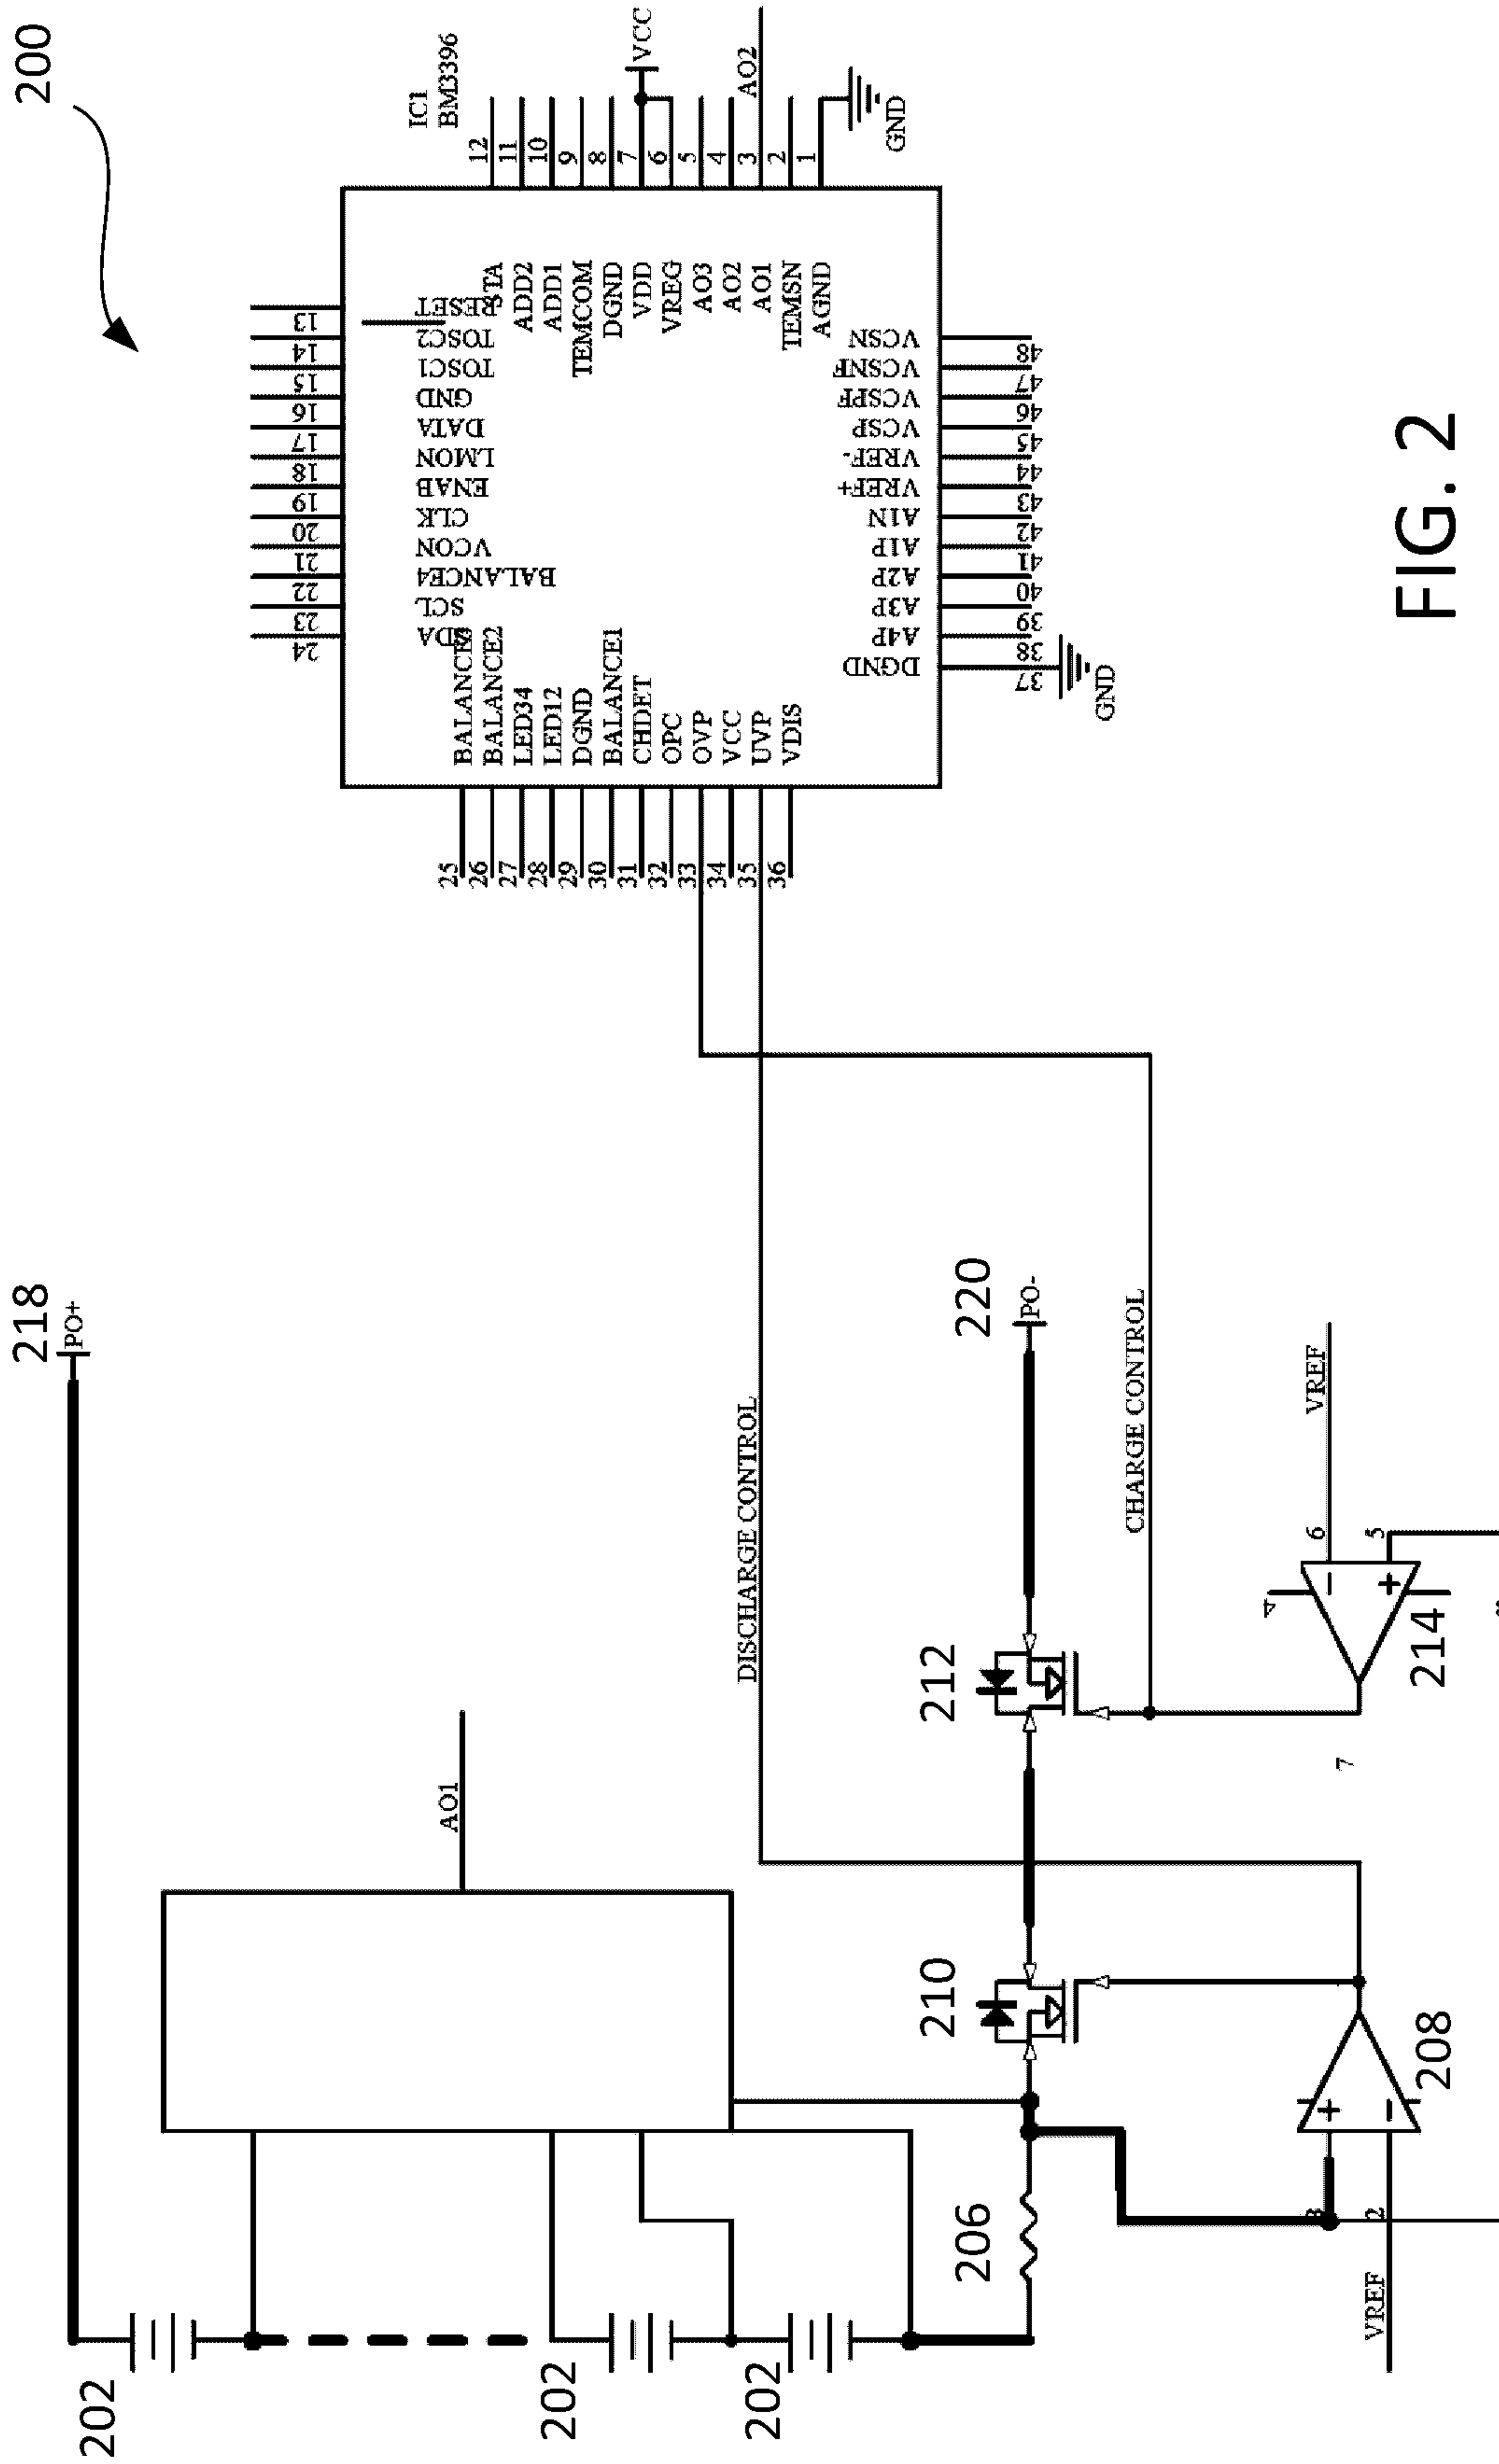 200
IC1
BM3396
12
11
10
9
8
7
6
5
4
3
2
1
VCC
AO2
GND
STA
ADD2
ADD1
TEMCOM
DGND
VDD
VREG
AO3
AO2
AO1
TEMSN
AGND
13
14
15
16
17
18
19
20
21
22
23
24
RESET
TOSC2
TOSC1
GND
DATA
LMON
ENAB
CLK
VCON
BALANCE4
SCL
SDA
VCSN
VCSNF
VCSPF
VCSP
VREF-
VREF+
A1N
A1P
A2P
A3P
A4P
DGND
48
47
46
45
44
43
42
41
40
39
38
37
GND
BALANCE3
BALANCE2
LED34
LED12
DGND
BALANCE1
CHDET
OPC
OVP
VCC
UVP
VDIS
25
26
27
28
29
30
31
32
33
34
35
36
218
PO+
220
PO-
DISCHARGE CONTROL
CHARGE CONTROL
VREF
6
5
4
-
+
214
7
212
AO1
210
208
+
-
3
2
VREF
206
202
202
202
FIG. 2